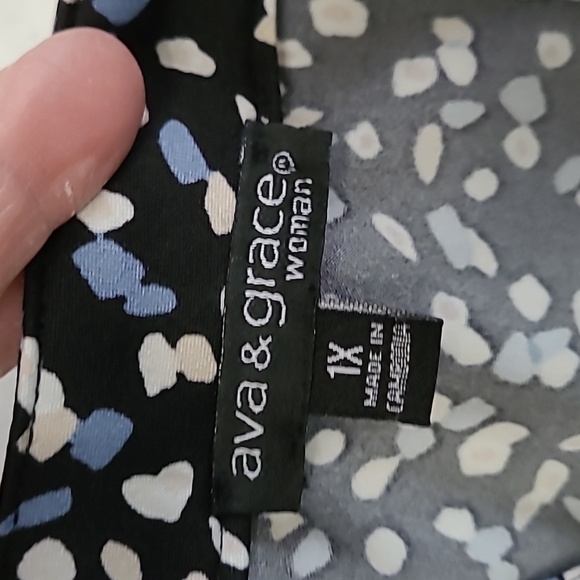 ava & grace®
woman
1X
MADE IN